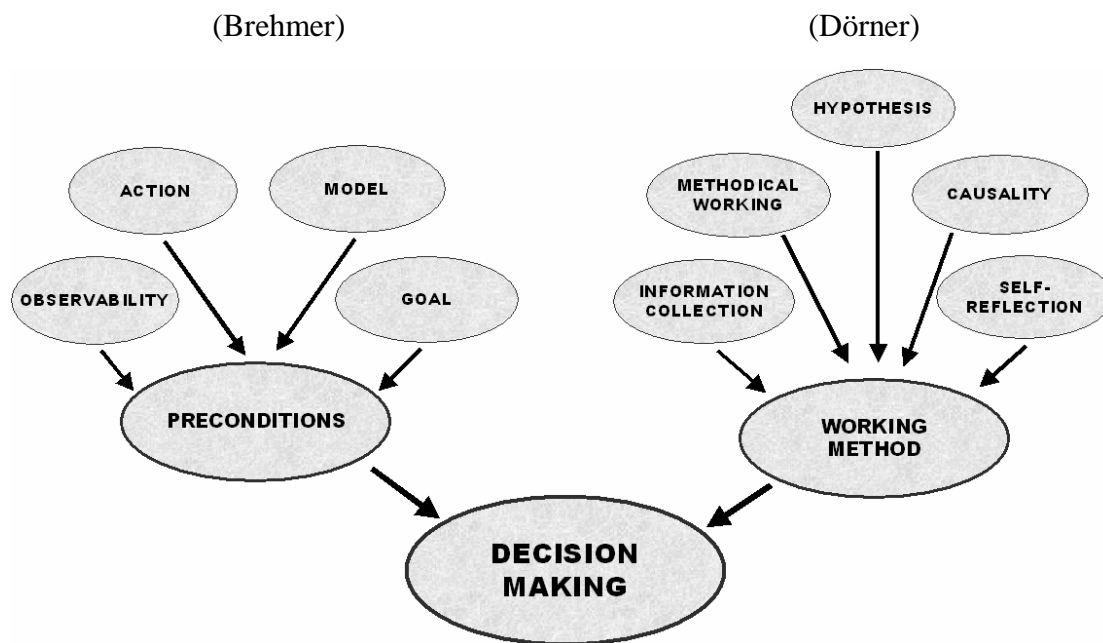 (Brehmer)
(Dörner)
HYPOTHESIS
ACTION
MODEL
METHODICAL
WORKING
CAUSALITY
OBSERVABILITY
GOAL
INFORMATION
COLLECTION
SELF-
REFLECTION
PRECONDITIONS
WORKING
METHOD
DECISION
MAKING